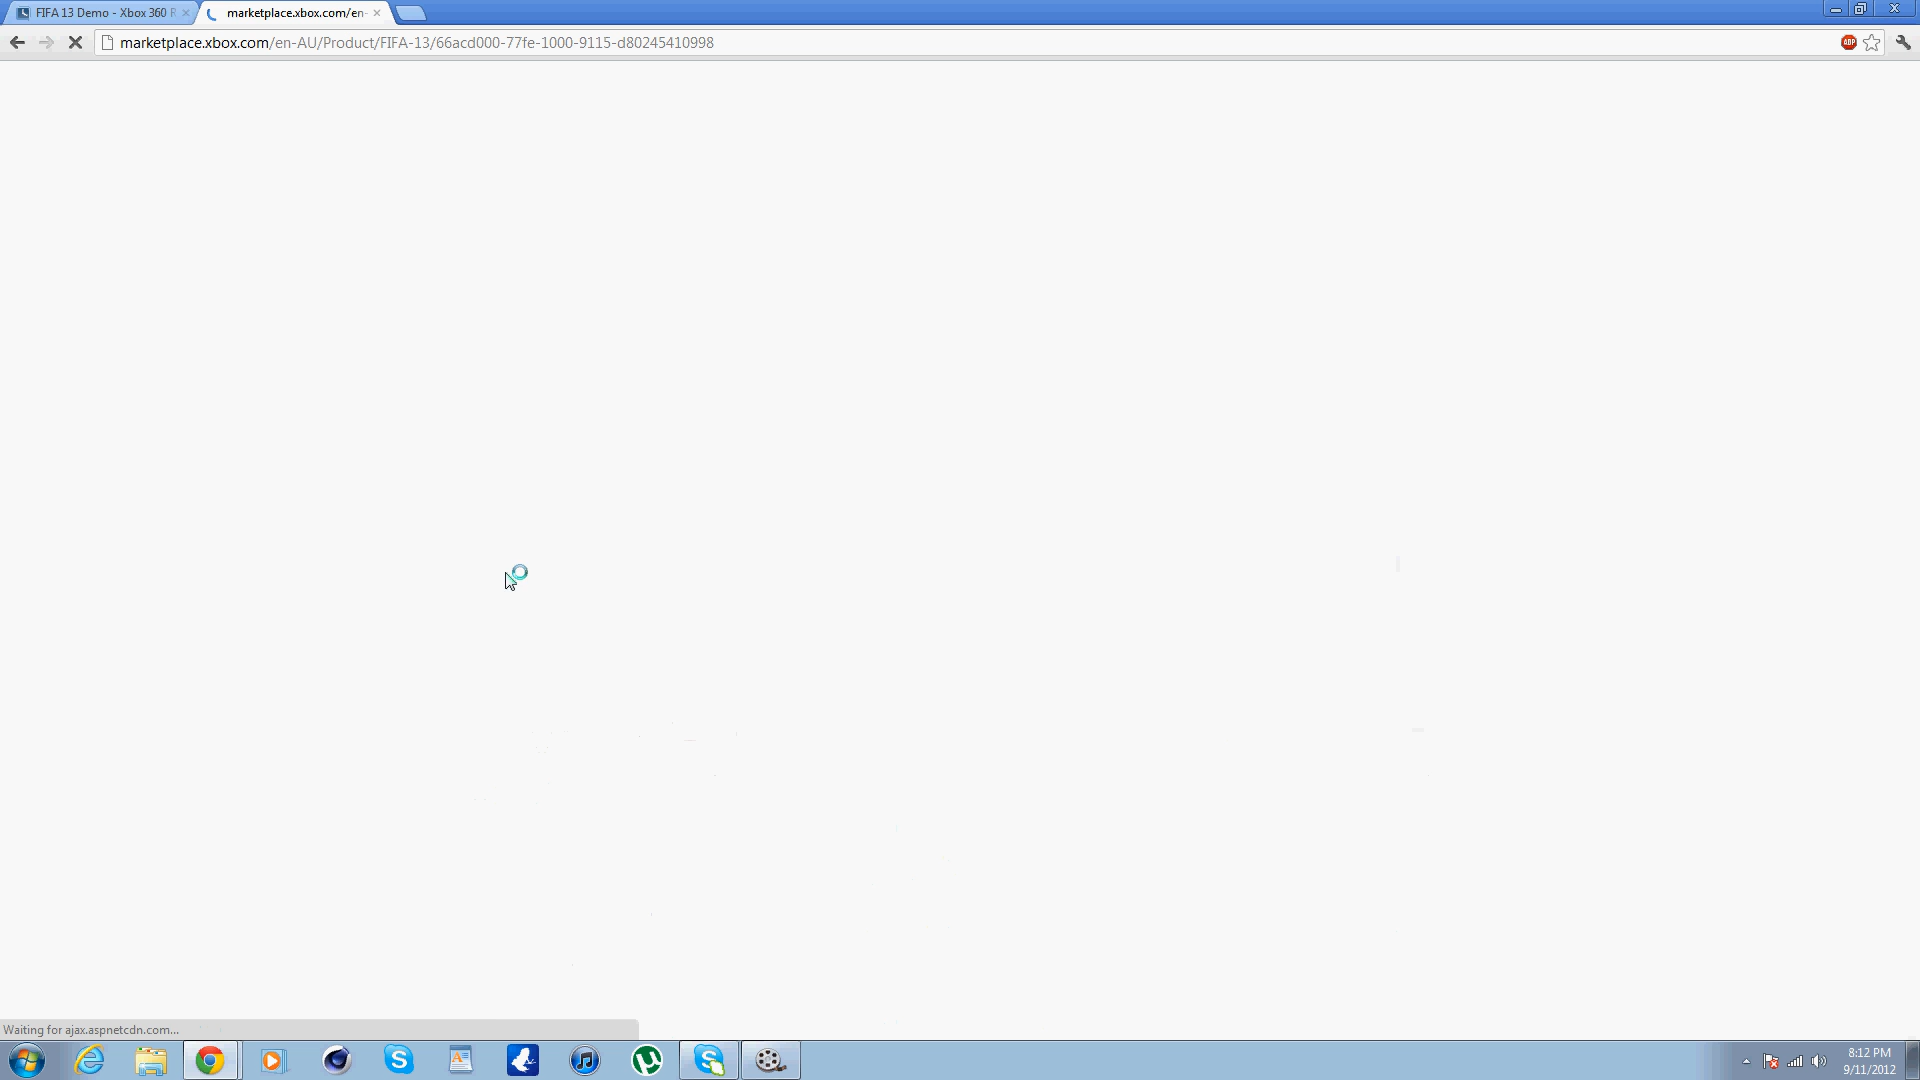 FIFA 13 Demo - Xbox 360 R
marketplace.xbox.com/en-
marketplace.xbox.com/en-AU/Product/FIFA-13/66acd000-77fe-1000-9115-d80245410998
ABP
Waiting for ajax.aspnetcdn.com...
8:12 PM
9/11/2012